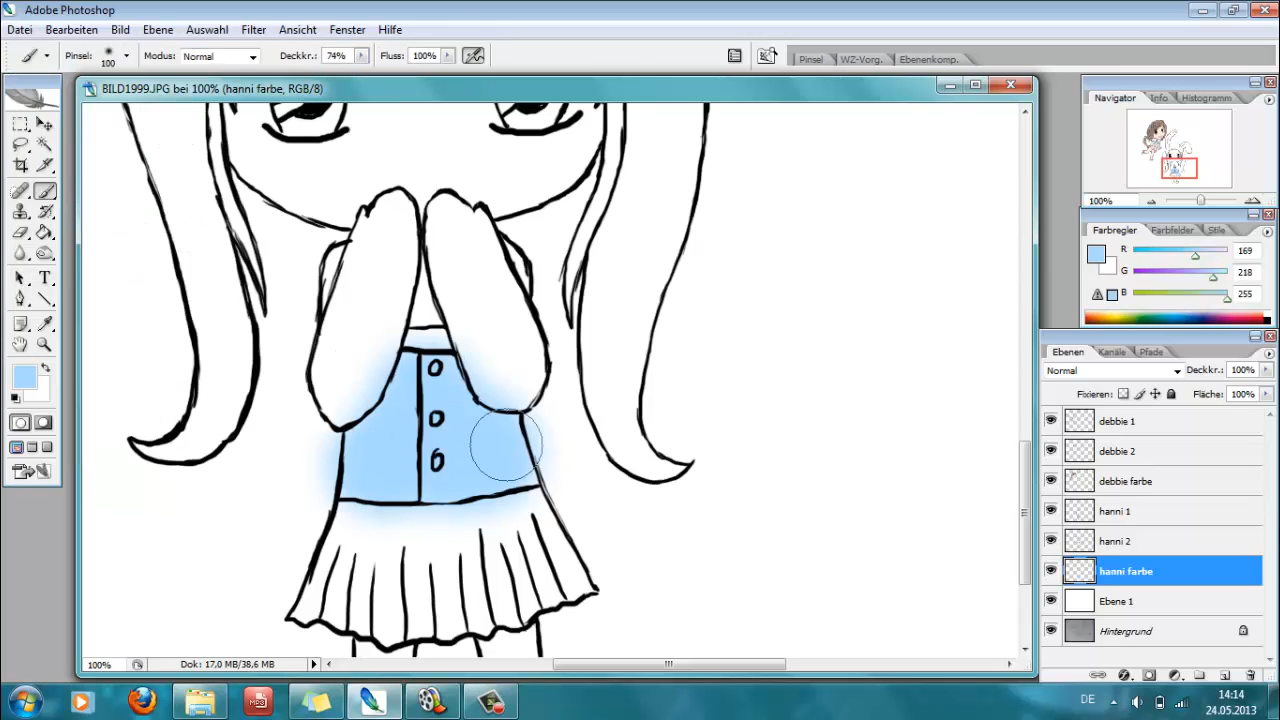 Adobe Photoshop
Datei Bearbeiten Bild Ebene Auswahl Filter Ansicht Fenster Hilfe
Pinsel: 100 Modus: Normal Deckkr.: 74% Fluss: 100% Pinsel WZ-Vorg. Ebenenkomp.
BILD1999.JPG bei 100% (hanni farbe, RGB/8)
Navigator Info Histogramm
100%
Farbregler Farbfelder Stile
R 169
G 218
B 255
Ebenen Kanäle Pfade
Normal Deckkr.: 100%
Fixieren: Fläche: 100%
debbie 1
debbie 2
debbie farbe
hanni 1
hanni 2
hanni farbe
Ebene 1
Hintergrund
100% Dok: 17,0 MB/38,6 MB
DE 14:14
24.05.2013